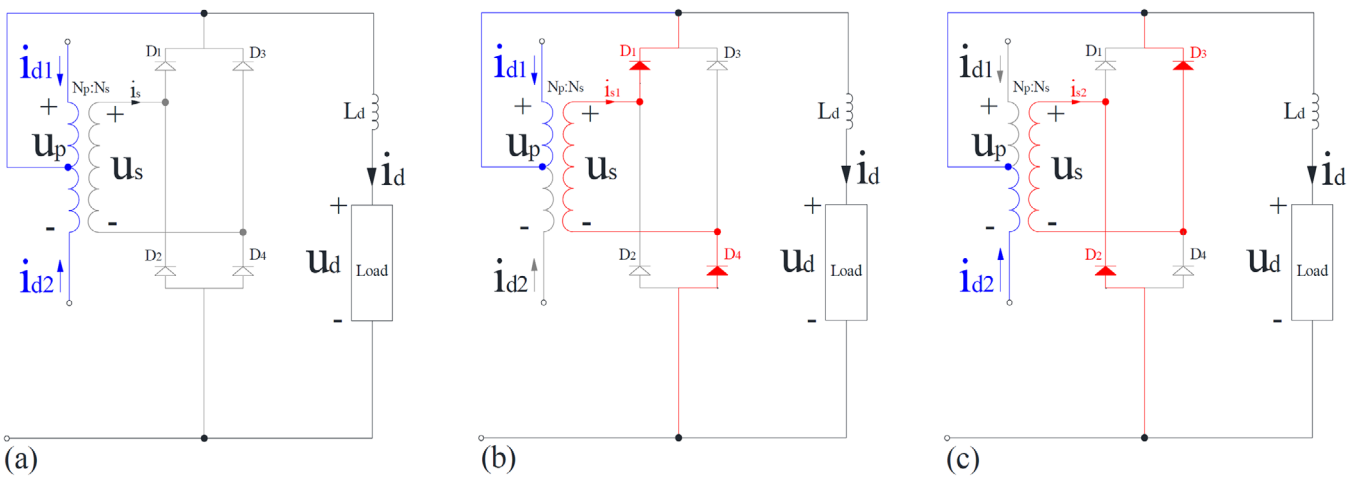 D1
D3
id1
Np:Ns
is
+
+
Ld
up
us
id
-
-
+
D2
D4
id2
ud
Load
-
(a)
D1
D3
id1
Np:Ns
is1
+
+
Ld
up
us
id
-
-
+
D2
D4
id2
ud
Load
-
(b)
D1
D3
id1
Np:Ns
is2
+
+
Ld
up
us
id
-
-
+
D2
D4
id2
ud
Load
-
(c)